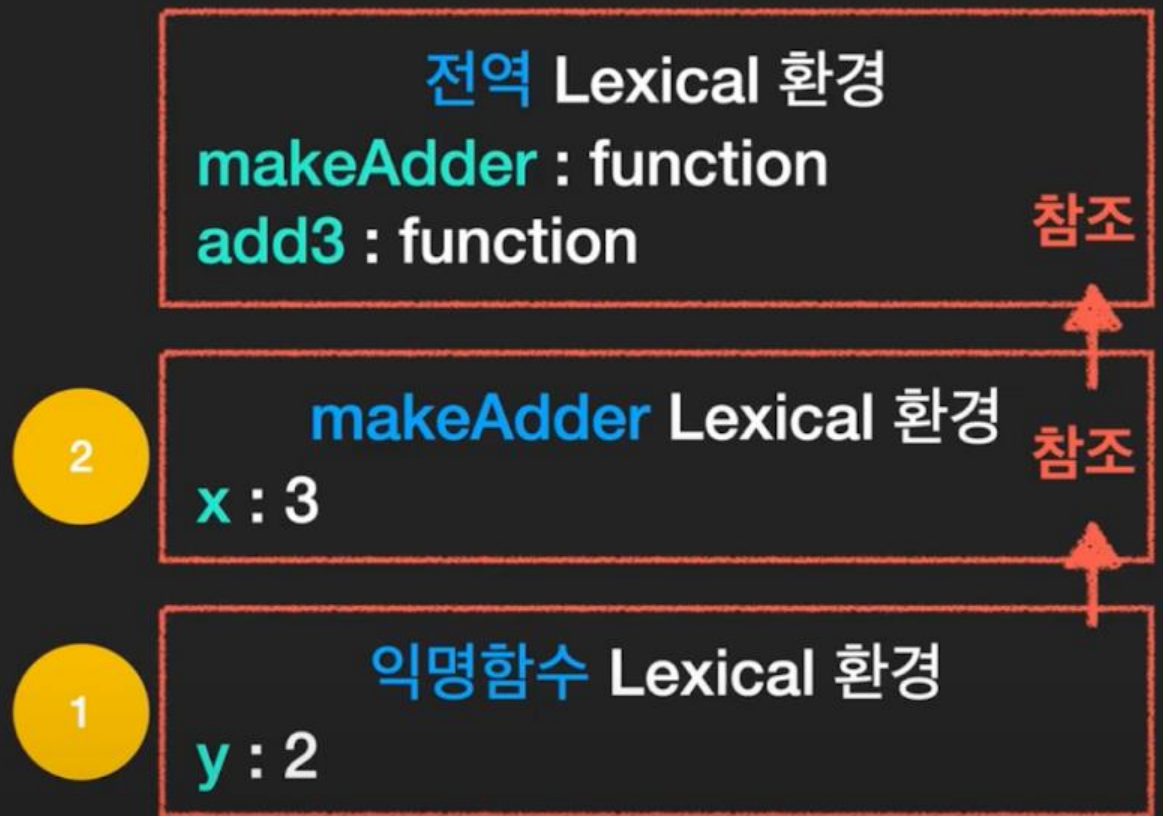 전역 Lexical 환경
makeAdder : function
add3 : function
참조
2
makeAdder Lexical 환경
참조
x : 3
1
익명함수 Lexical 환경
y : 2